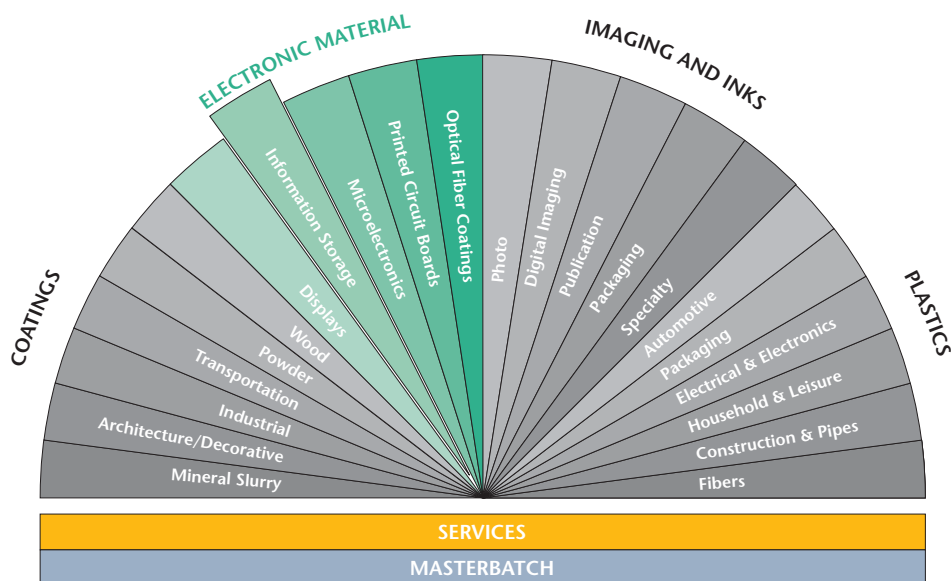 ELECTRONIC MATERIAL
IMAGING AND INKS
COATINGS
PLASTICS
Mineral Slurry
Architecture/Decorative
Industrial
Transportation
Powder
Wood
Displays
Information Storage
Microelectronics
Printed Circuit Boards
Optical Fiber Coatings
Photo
Digital Imaging
Publication
Packaging
Specialty
Automotive
Packaging
Electrical & Electronics
Household & Leisure
Construction & Pipes
Fibers
SERVICES
MASTERBATCH